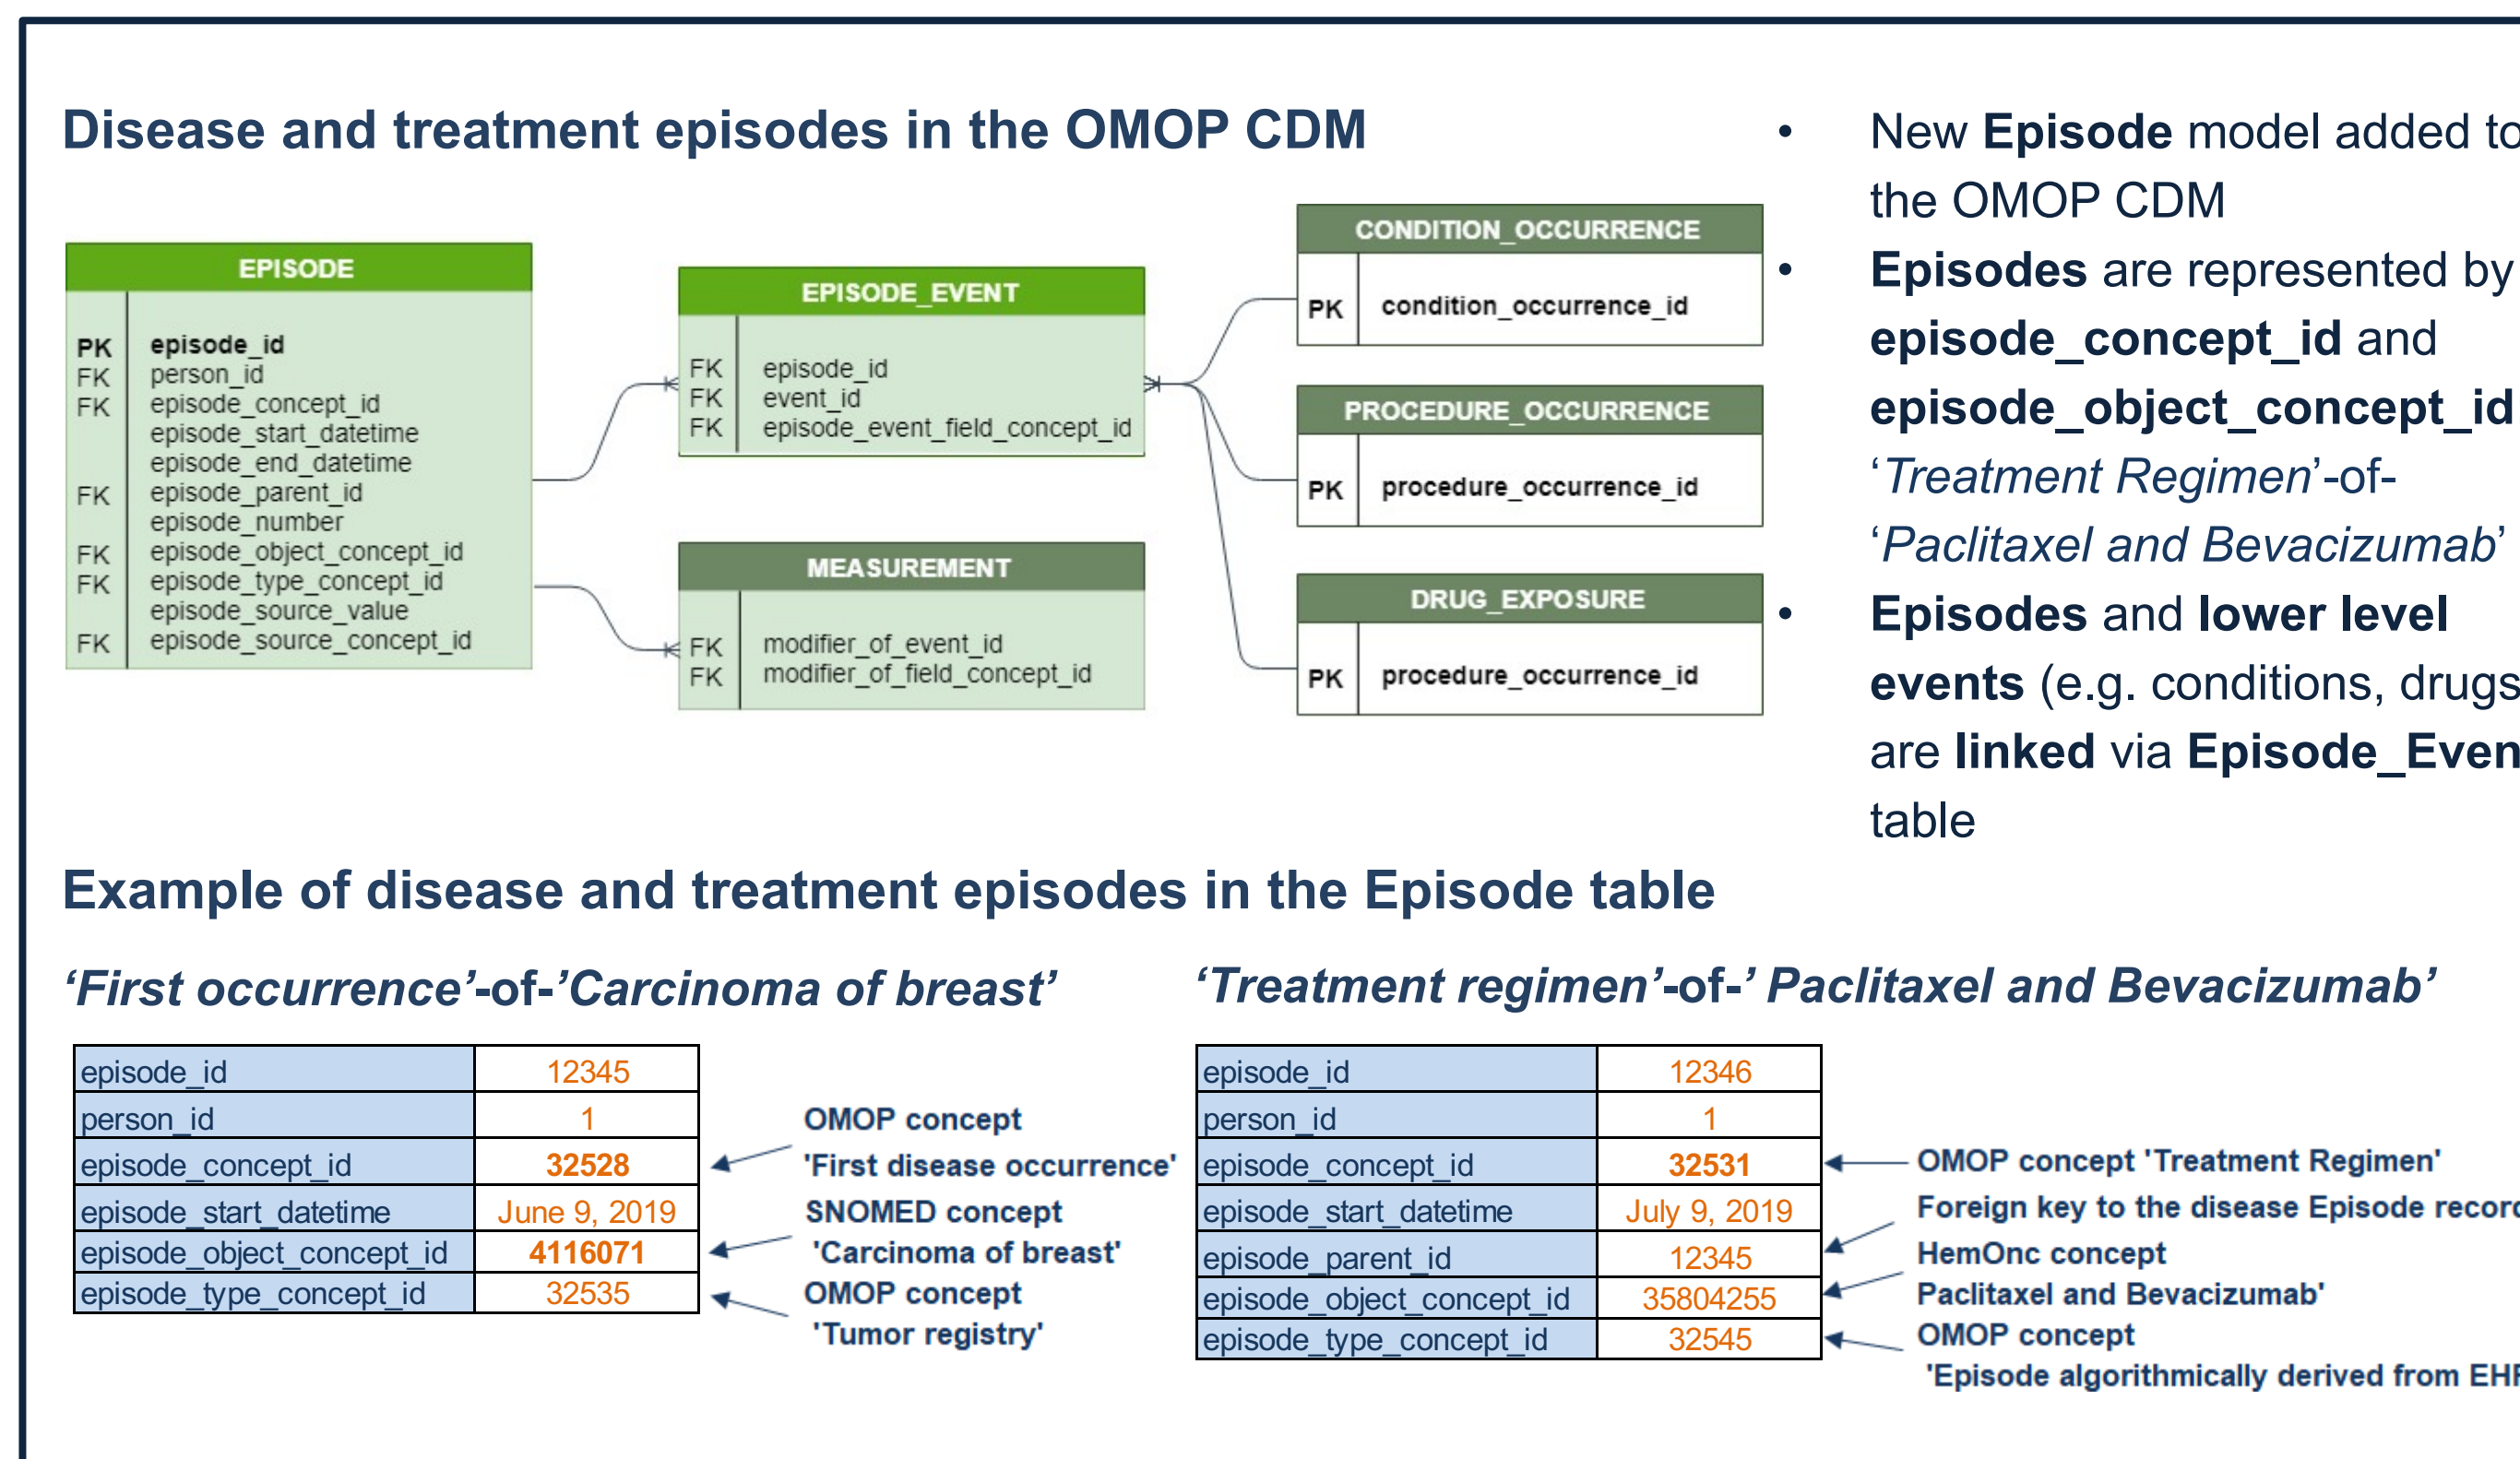 Disease and treatment episodes in the OMOP CDM
EPISODE
PK episode_id
FK person_id
FK episode_concept_id
episode_start_datetime
episode_end_datetime
FK episode_parent_id
episode_number
FK episode_object_concept_id
FK episode_type_concept_id
episode_source_value
FK episode_source_concept_id
EPISODE_EVENT
FK episode_id
FK event_id
FK episode_event_field_concept_id
MEASUREMENT
FK modifier_of_event_id
FK modifier_of_field_concept_id
CONDITION_OCCURRENCE
PK condition_occurrence_id
PROCEDURE_OCCURRENCE
PK procedure_occurrence_id
DRUG_EXPOSURE
PK procedure_occurrence_id
• New Episode model added to
the OMOP CDM
• Episodes are represented by
episode_concept_id and
episode_object_concept_id
‘Treatment Regimen’-of-
‘Paclitaxel and Bevacizumab’
• Episodes and lower level
events (e.g. conditions, drugs
are linked via Episode_Even
table
Example of disease and treatment episodes in the Episode table
‘First occurrence’-of-’Carcinoma of breast’
episode_id 12345
person_id 1
episode_concept_id 32528
episode_start_datetime June 9, 2019
episode_object_concept_id 4116071
episode_type_concept_id 32535
OMOP concept
'First disease occurrence'
SNOMED concept
'Carcinoma of breast'
OMOP concept
'Tumor registry'
‘Treatment regimen’-of-’ Paclitaxel and Bevacizumab’
episode_id 12346
person_id 1
episode_concept_id 32531
episode_start_datetime July 9, 2019
episode_parent_id 12345
episode_object_concept_id 35804255
episode_type_concept_id 32545
OMOP concept 'Treatment Regimen'
Foreign key to the disease Episode recor
HemOnc concept
Paclitaxel and Bevacizumab'
OMOP concept
'Episode algorithmically derived from EH